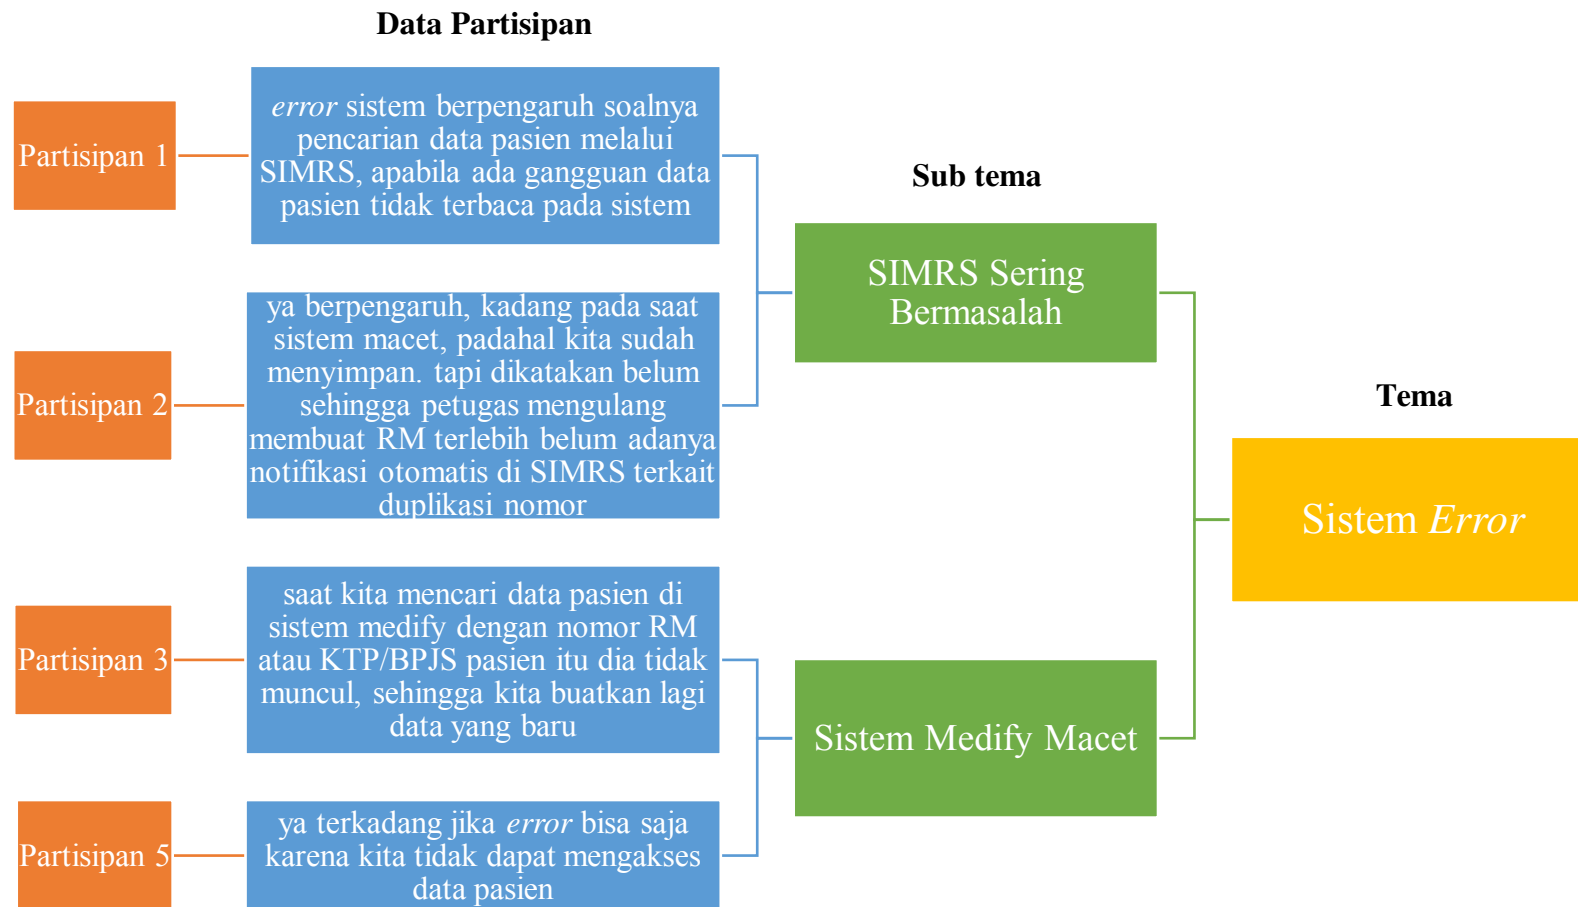 Data Partisipan
Partisipan 1
error sistem berpengaruh soalnya
pencarian data pasien melalui
SIMRS, apabila ada gangguan data
pasien tidak terbaca pada sistem
Partisipan 2
ya berpengaruh, kadang pada saat
sistem macet, padahal kita sudah
menyimpan. tapi dikatakan belum
sehingga petugas mengulang
membuat RM terlebih belum adanya
notifikasi otomatis di SIMRS terkait
duplikasi nomor
Partisipan 3
saat kita mencari data pasien di
sistem medify dengan nomor RM
atau KTP/BPJS pasien itu dia tidak
muncul, sehingga kita buatkan lagi
data yang baru
Partisipan 5
ya terkadang jika error bisa saja
karena kita tidak dapat mengakses
data pasien
Sub tema
SIMRS Sering
Bermasalah
Sistem Medify Macet
Tema
Sistem Error